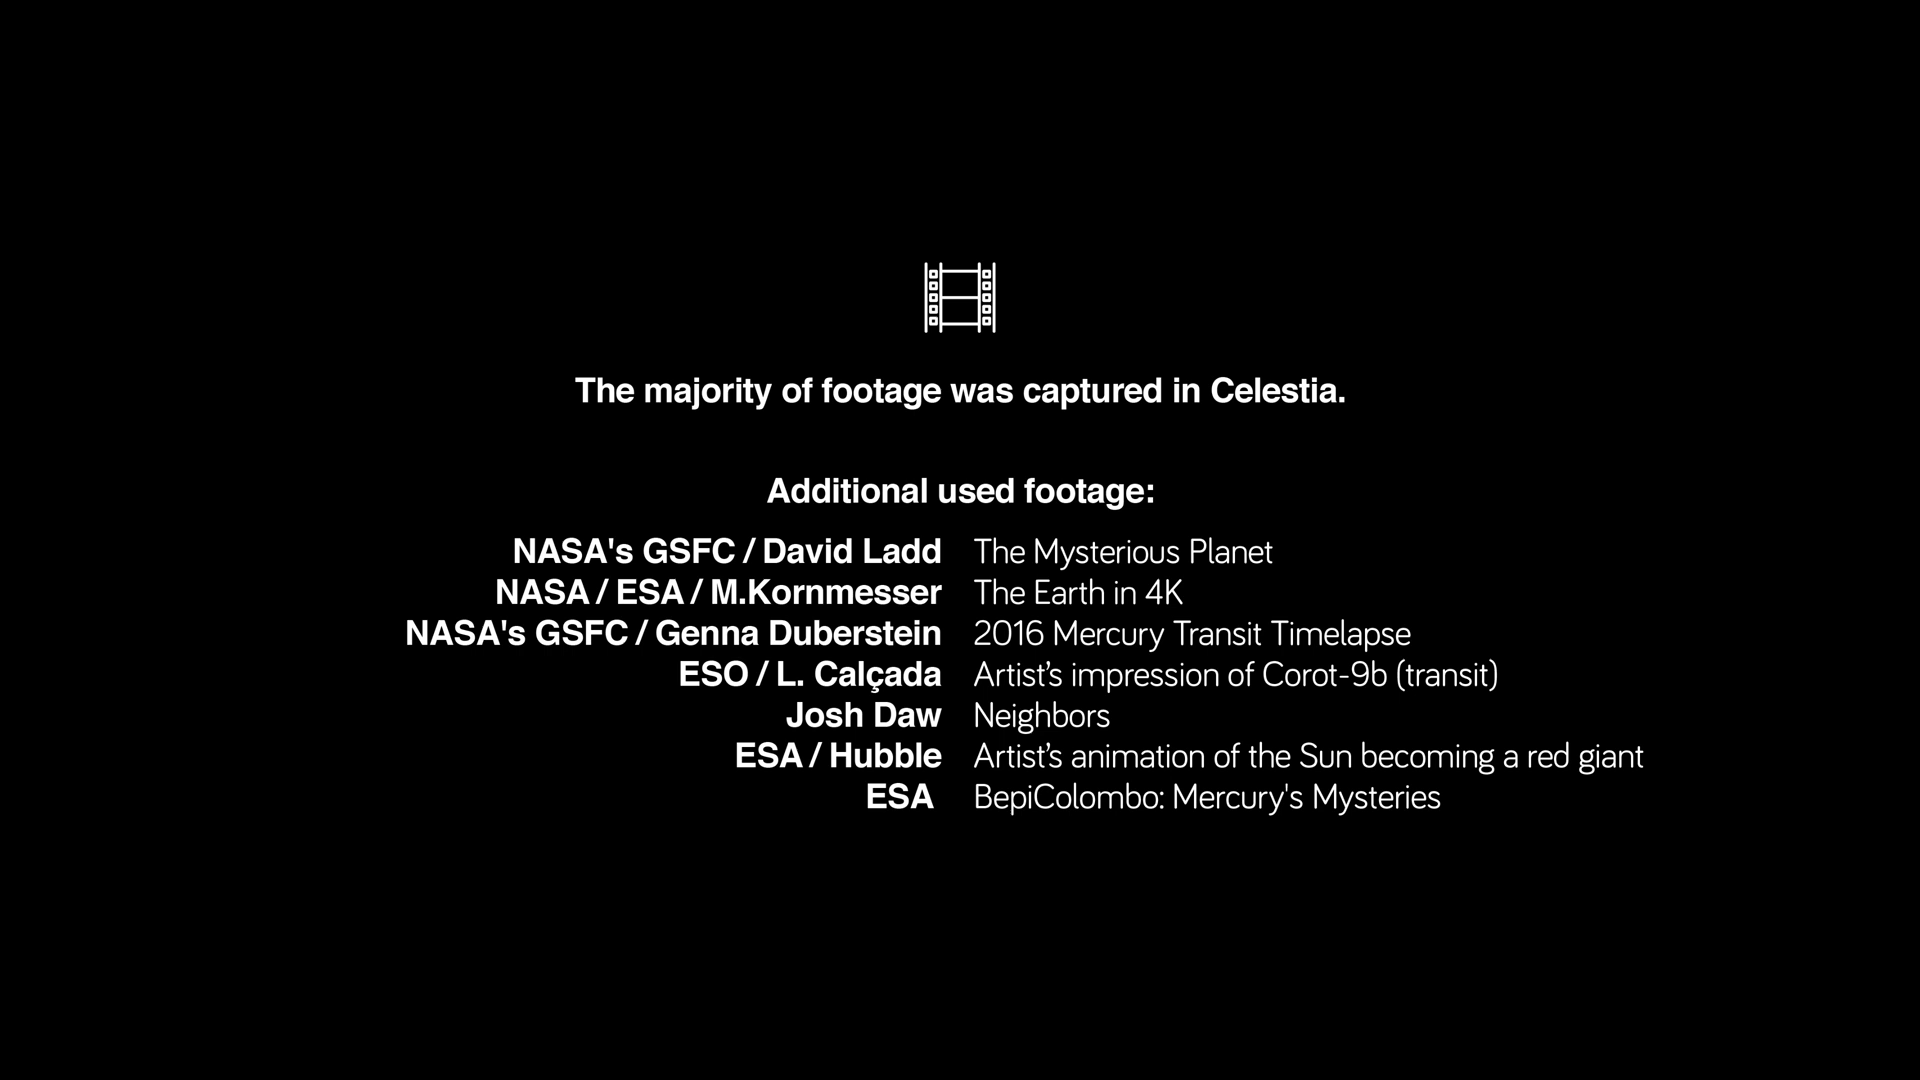 The majority of footage was captured in Celestia.
Additional used footage:
NASA's GSFC / David Ladd The Mysterious Planet
NASA / ESA / M.Kornmesser The Earth in 4K
NASA's GSFC / Genna Duberstein 2016 Mercury Transit Timelapse
ESO / L. Calçada Artist’s impression of Corot-9b (transit)
Josh Daw Neighbors
ESA / Hubble Artist’s animation of the Sun becoming a red giant
ESA BepiColombo: Mercury's Mysteries